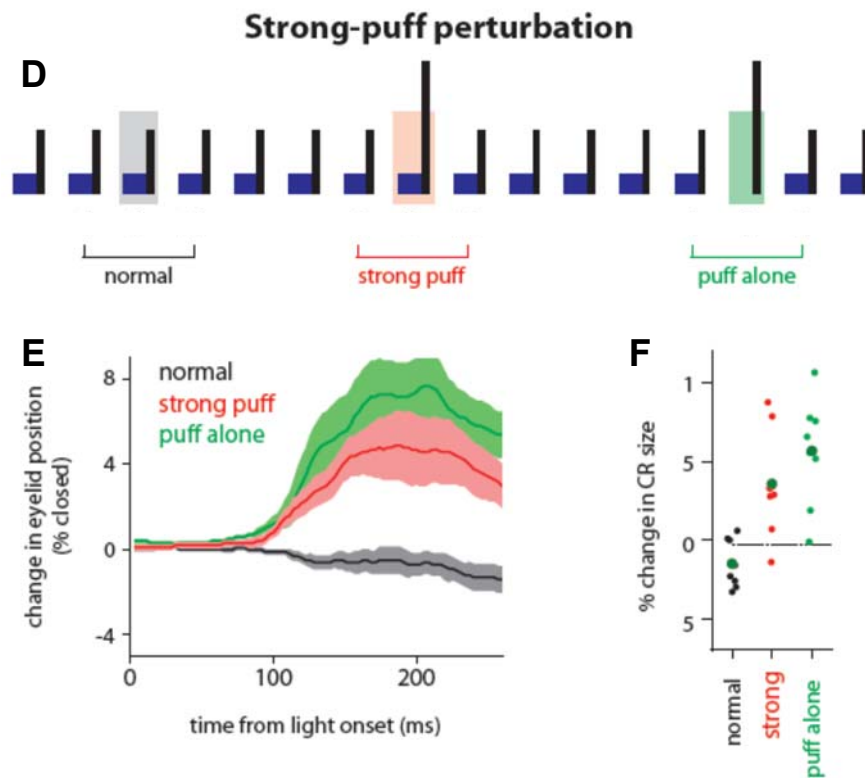 Strong-puff perturbation
D
normal
strong puff
puff alone
E
normal
strong puff
puff alone
change in eyelid position
(% closed)
8
4
0
-4
0
100
200
time from light onset (ms)
F
% change in CR size
1
5
0
5
normal
strong
puff alone